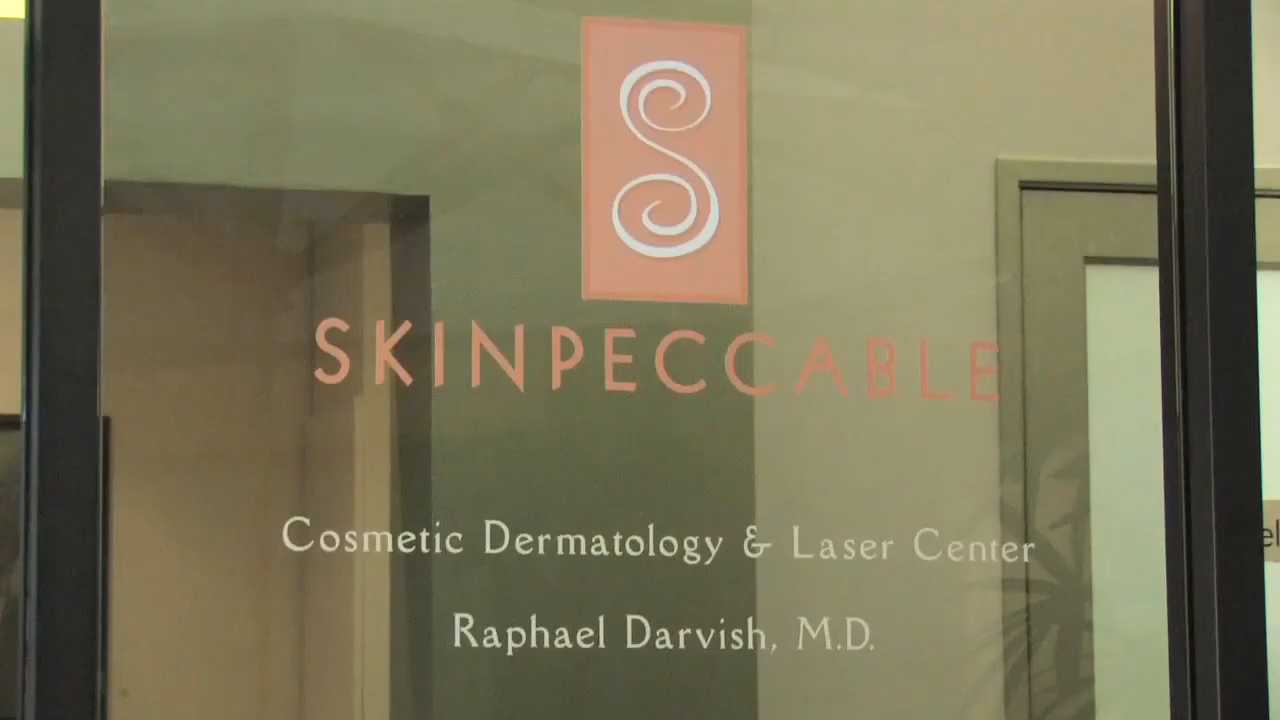 S
SKINPECCABLE
Cosmetic Dermatology & Laser Center
Raphael Darvish, M.D.